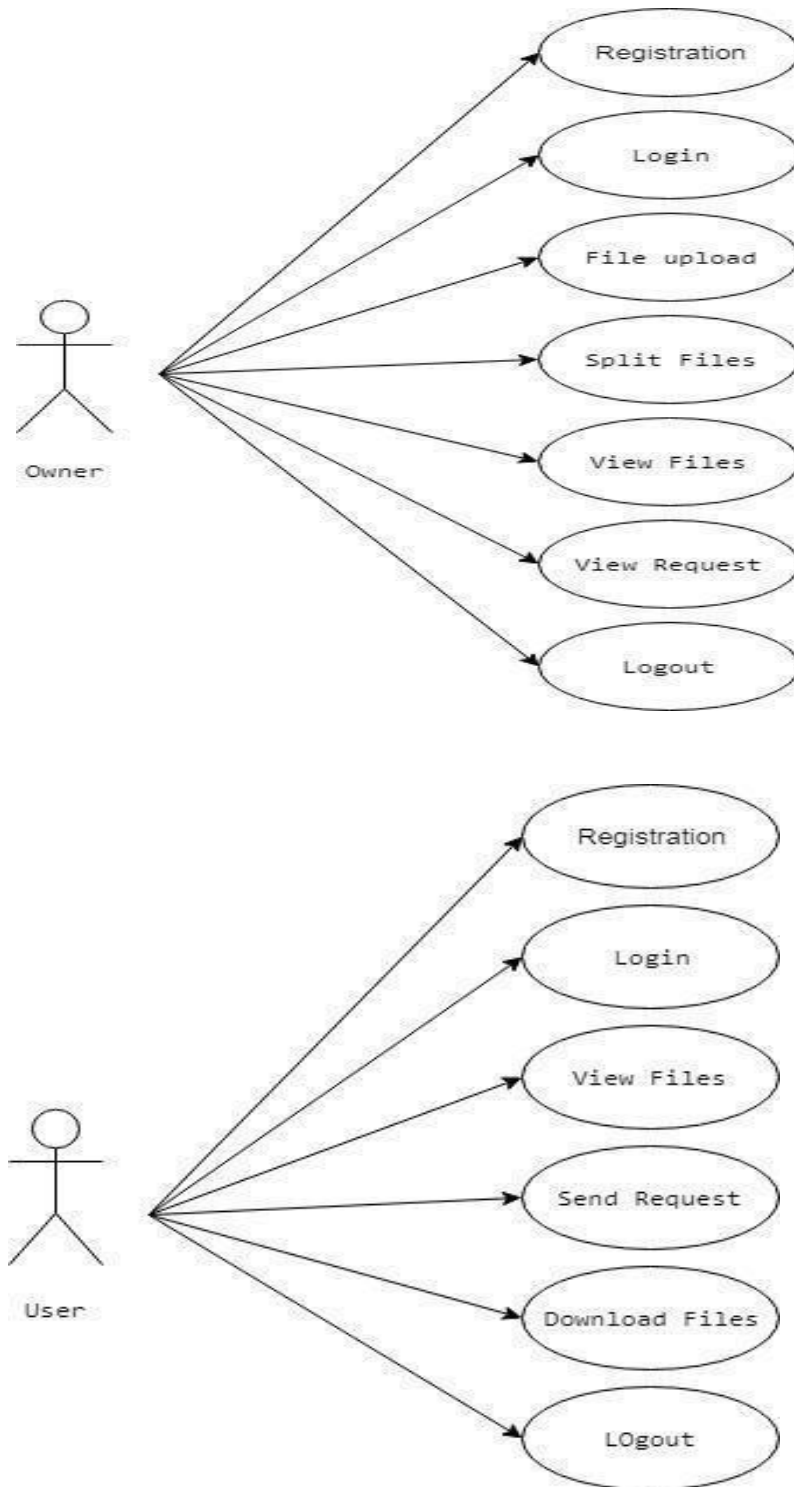 Registration
Login
File upload
Split Files
View Files
View Request
Logout
Owner
Registration
Login
View Files
Send Request
Download Files
LOgout
User